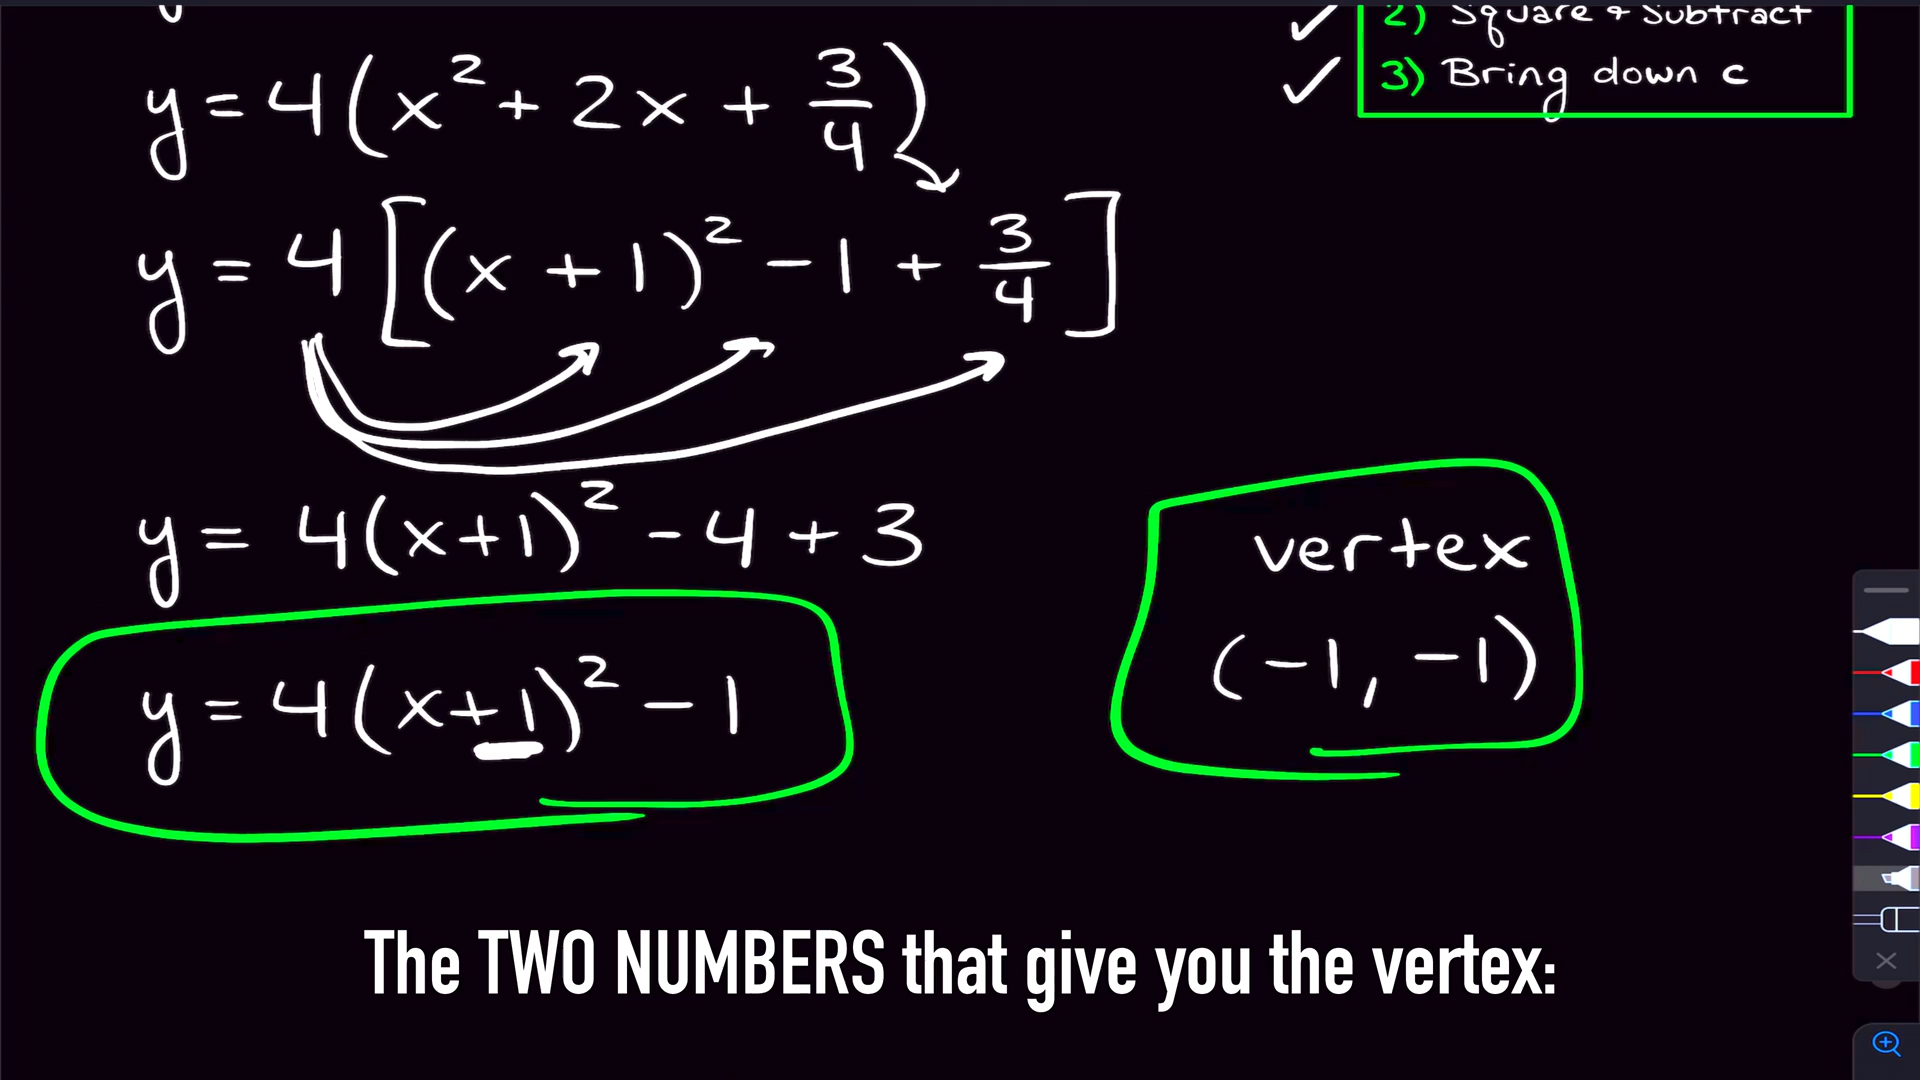 2) Square + Subtract
3) Bring down c
y = 4(x² + 2x + 3/4)
y = 4[(x + 1)² - 1 + 3/4]
y = 4(x+1)² - 4 + 3
y = 4(x+1)² - 1
vertex
(-1, -1)
The TWO NUMBERS that give you the vertex: